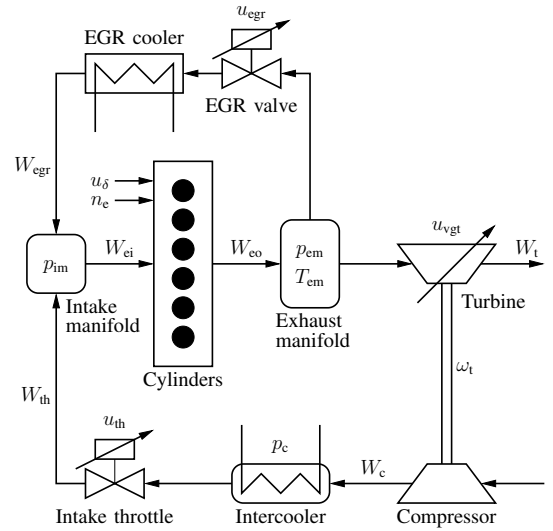 u_egr
EGR cooler
EGR valve
W_egr
u_δ
n_e
W_ei
W_eo
u_vgt
W_t
p_im
p_em
T_em
Intake
manifold
Turbine
Exhaust
manifold
Cylinders
ω_t
W_th
u_th
p_c
W_c
Intake throttle
Intercooler
Compressor